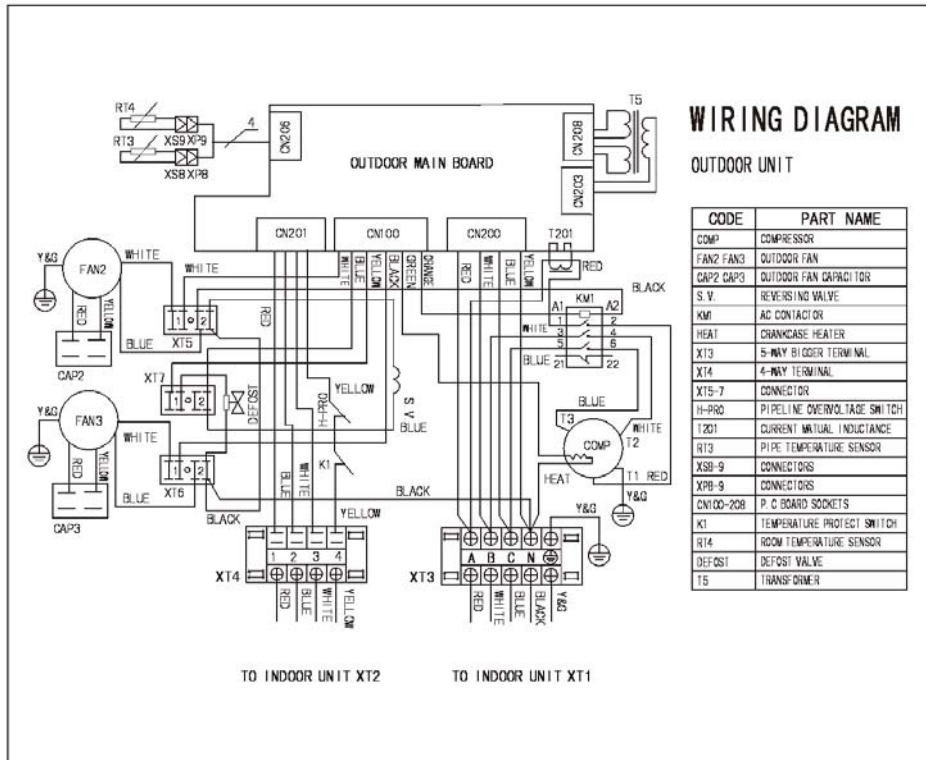 WIRING DIAGRAM
OUTDOOR UNIT
CODE PART NAME
COMP COMPRESSOR
FAN2 FAN3 OUTDOOR FAN
CAP2 CAP3 OUTDOOR FAN CAPACITOR
S.V. REVERSING VALVE
KM1 AC CONTACTOR
HEAT CRANKCASE HEATER
XT3 5-WAY BIGGER TERMINAL
XT4 4-WAY TERMINAL
XT5-7 CONNECTOR
H-PRO PIPELINE OVERVOLTAGE SWITCH
T201 CURRENT MATUAL INDUCTANCE
RT3 PIPE TEMPERATURE SENSOR
XS8-9 CONNECTORS
XP8-9 CONNECTORS
CN100-208 P.C BOARD SOCKETS
K1 TEMPERATURE PROTECT SWITCH
RT4 ROOM TEMPERATURE SENSOR
DEFOST DEFOST VALVE
T5 TRANSFORMER
RT4
XS9 XP9
RT3
XS8 XP8
4
CN206
OUTDOOR MAIN BOARD
CN208
T5
CN203
CN201
CN100
CN200
T201
Y&G
FAN2
WHITE
WHITE
RED
YELLOW
CAP2
BLUE
1 2
XT5
RED
WHITE
BLUE
YELLOW
BLACK
GREEN
ORANGE
RED
WHITE
BLUE
YELLOW
RED
BLACK
A1 KM1 A2
1 2
WHITE 3 4
5 6
BLUE 21 22
XT7
1 2
DEFOST
S.V
BLUE
YELLOW
H-PRO
K1
YELLOW
Y&G
FAN3
WHITE
RED
YELLOW
CAP3
BLUE
1 2
XT6
BLACK
BLUE
WHITE
BLACK
BLUE
WHITE
T3
COMP
T2
HEAT
T1 RED
Y&G
Y&G
1 2 3 4
XT4
RED
BLUE
WHITE
YELLOW
A B C N
XT3
RED
WHITE
BLUE
BLACK
Y&G
TO INDOOR UNIT XT2
TO INDOOR UNIT XT1